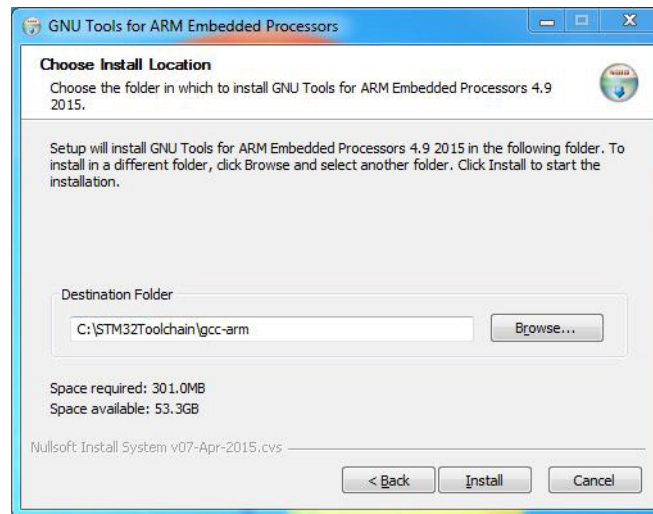 GNU Tools for ARM Embedded Processors
Choose Install Location
Choose the folder in which to install GNU Tools for ARM Embedded Processors 4.9
2015.
Setup will install GNU Tools for ARM Embedded Processors 4.9 2015 in the following folder. To
install in a different folder, click Browse and select another folder. Click Install to start the
installation.
Destination Folder
C:\STM32Toolchain\gcc-arm
Browse...
Space required: 301.0MB
Space available: 53.3GB
Nullsoft Install System v07-Apr-2015.cvs
< Back
Install
Cancel